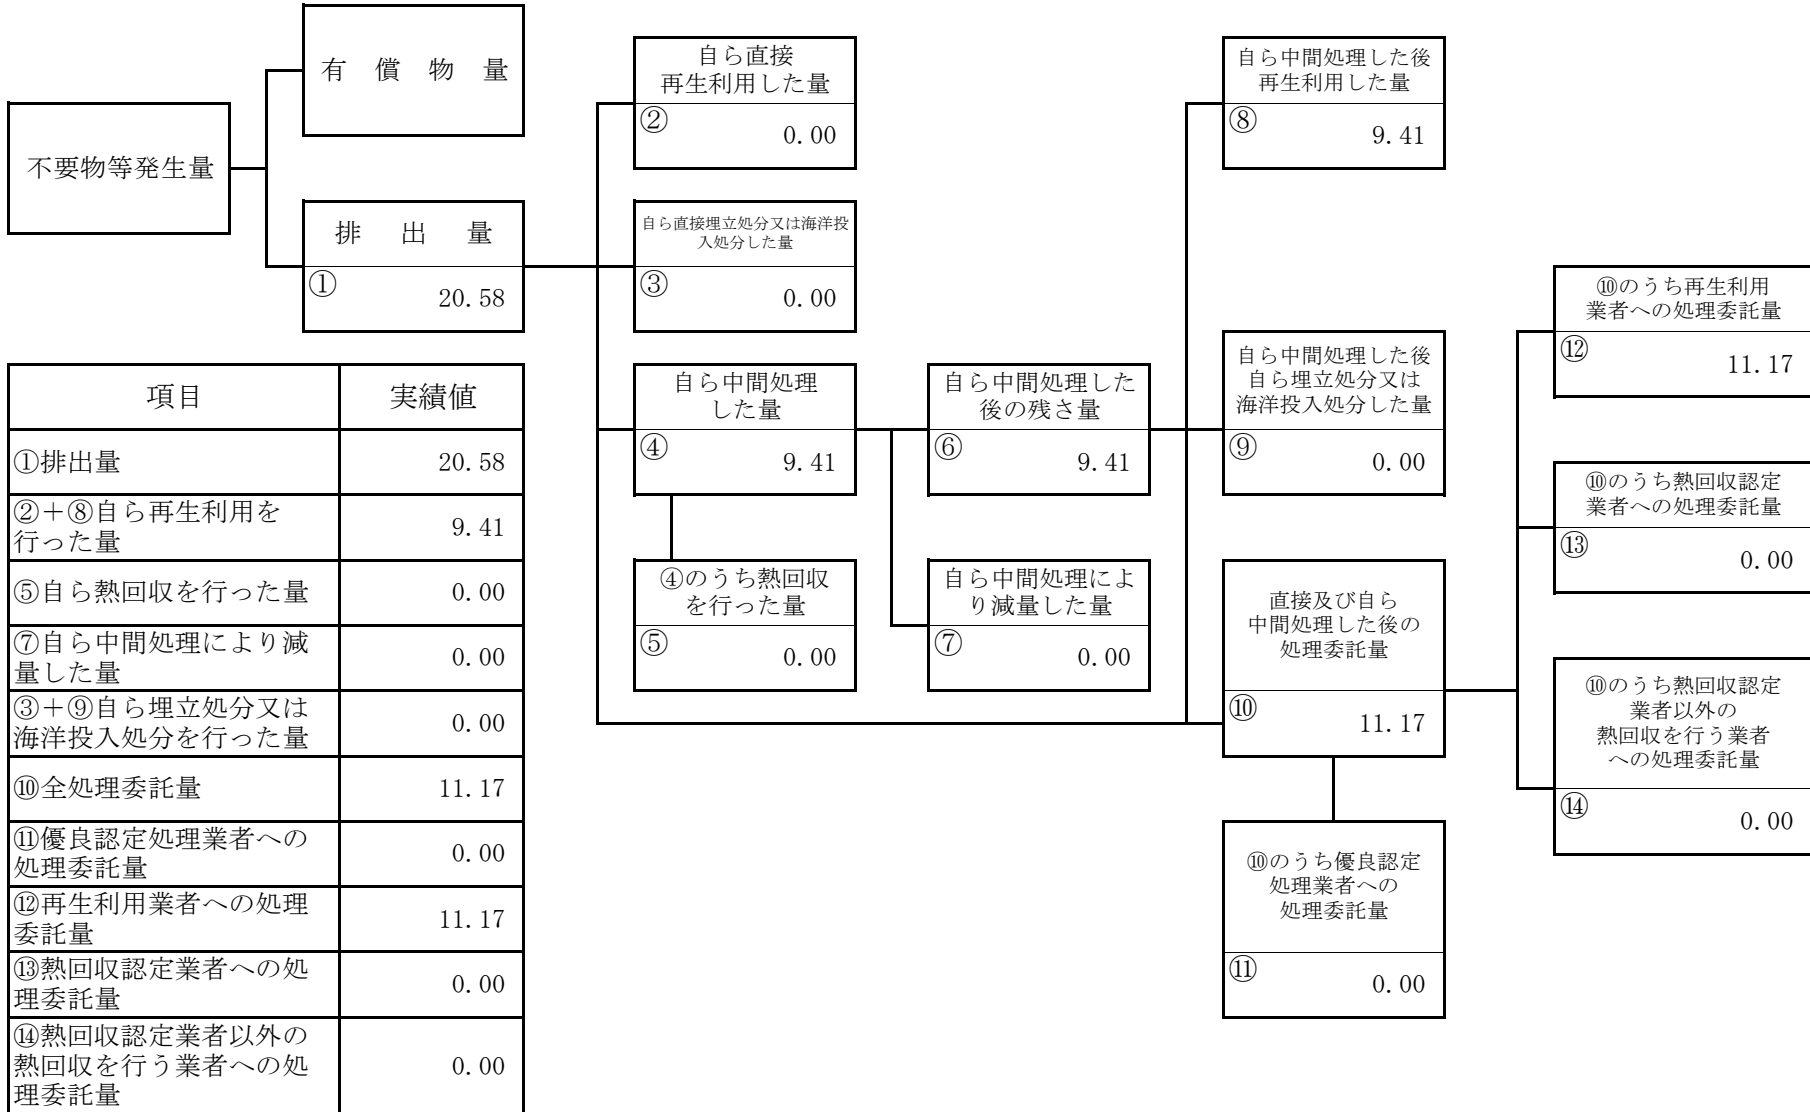 有償物量
不要物等発生量
排出量
①
20.58
自ら直接
再生利用した量
②
0.00
自ら直接埋立処分又は海洋投
入処分した量
③
0.00
自ら中間処理
した量
④
9.41
④のうち熱回収
を行った量
⑤
0.00
自ら中間処理した
後の残さ量
⑥
9.41
自ら中間処理によ
り減量した量
⑦
0.00
自ら中間処理した後
再生利用した量
⑧
9.41
自ら中間処理した後
自ら埋立処分又は
海洋投入処分した量
⑨
0.00
直接及び自ら
中間処理した後の
処理委託量
⑩
11.17
⑩のうち優良認定
処理業者への
処理委託量
⑪
0.00
⑩のうち再生利用
業者への処理委託量
⑫
11.17
⑩のうち熱回収認定
業者への処理委託量
⑬
0.00
⑩のうち熱回収認定
業者以外の
熱回収を行う業者
への処理委託量
⑭
0.00
項目 実績値
①排出量 20.58
②＋⑧自ら再生利用を
行った量 9.41
⑤自ら熱回収を行った量 0.00
⑦自ら中間処理により減
量した量 0.00
③＋⑨自ら埋立処分又は
海洋投入処分を行った量 0.00
⑩全処理委託量 11.17
⑪優良認定処理業者への
処理委託量 0.00
⑫再生利用業者への処理
委託量 11.17
⑬熱回収認定業者への処
理委託量 0.00
⑭熱回収認定業者以外の
熱回収を行う業者への処
理委託量 0.00